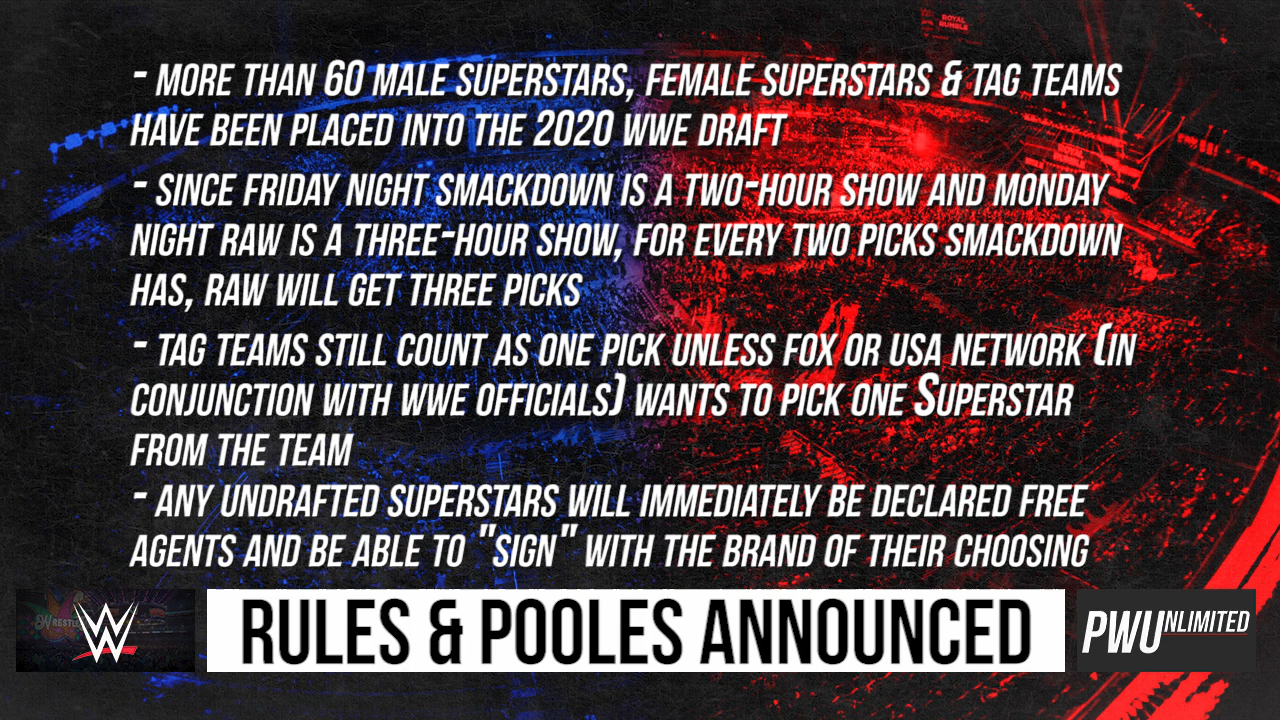 ROYAL
RUMBLE
- MORE THAN 60 MALE SUPERSTARS, FEMALE SUPERSTARS & TAG TEAMS
HAVE BEEN PLACED INTO THE 2020 WWE DRAFT
- SINCE FRIDAY NIGHT SMACKDOWN IS A TWO-HOUR SHOW AND MONDAY
NIGHT RAW IS A THREE-HOUR SHOW, FOR EVERY TWO PICKS SMACKDOWN
HAS, RAW WILL GET THREE PICKS
- TAG TEAMS STILL COUNT AS ONE PICK UNLESS FOX OR USA NETWORK (IN
CONJUNCTION WITH WWE OFFICIALS) WANTS TO PICK ONE SUPERSTAR
FROM THE TEAM
- ANY UNDRAFTED SUPERSTARS WILL IMMEDIATELY BE DECLARED FREE
AGENTS AND BE ABLE TO "SIGN" WITH THE BRAND OF THEIR CHOOSING
W
RULES & POOLES ANNOUNCED
PWUNLIMITED